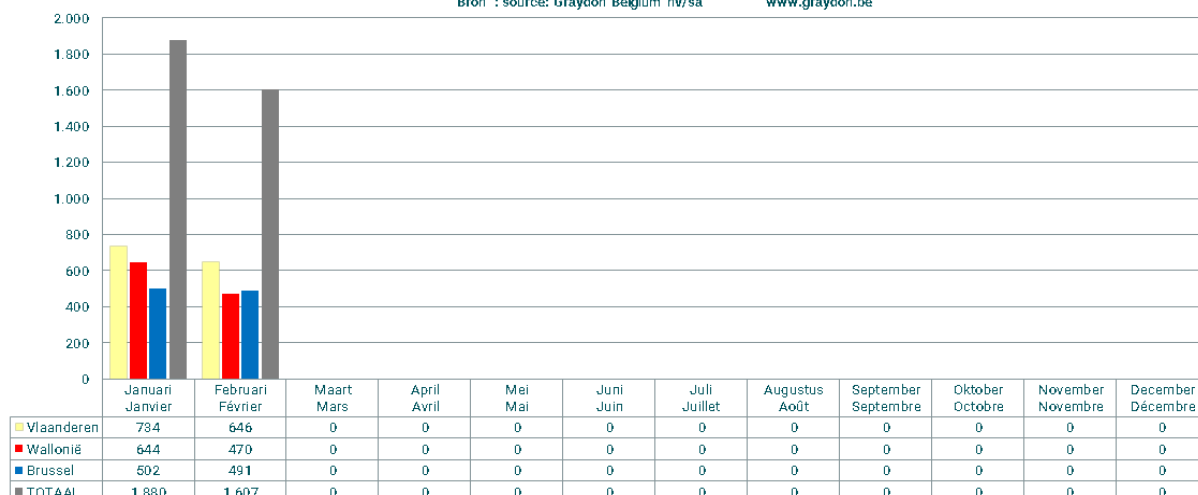 Bron : source: Graydon Belgium nv/sa www.graydon.be
2.000
1.800
1.600
1.400
1.200
1.000
800
600
400
200
0
Januari Februari Maart April Mei Juni Juli Augustus September Oktober November December
Janvier Février Mars Avril Mai Juin Juillet Août Septembre Octobre Novembre Décembre
Vlaanderen 734 646 0 0 0 0 0 0 0 0 0 0
Wallonië 644 470 0 0 0 0 0 0 0 0 0 0
Brussel 502 491 0 0 0 0 0 0 0 0 0 0
TOTAAL 1.880 1.607 0 0 0 0 0 0 0 0 0 0